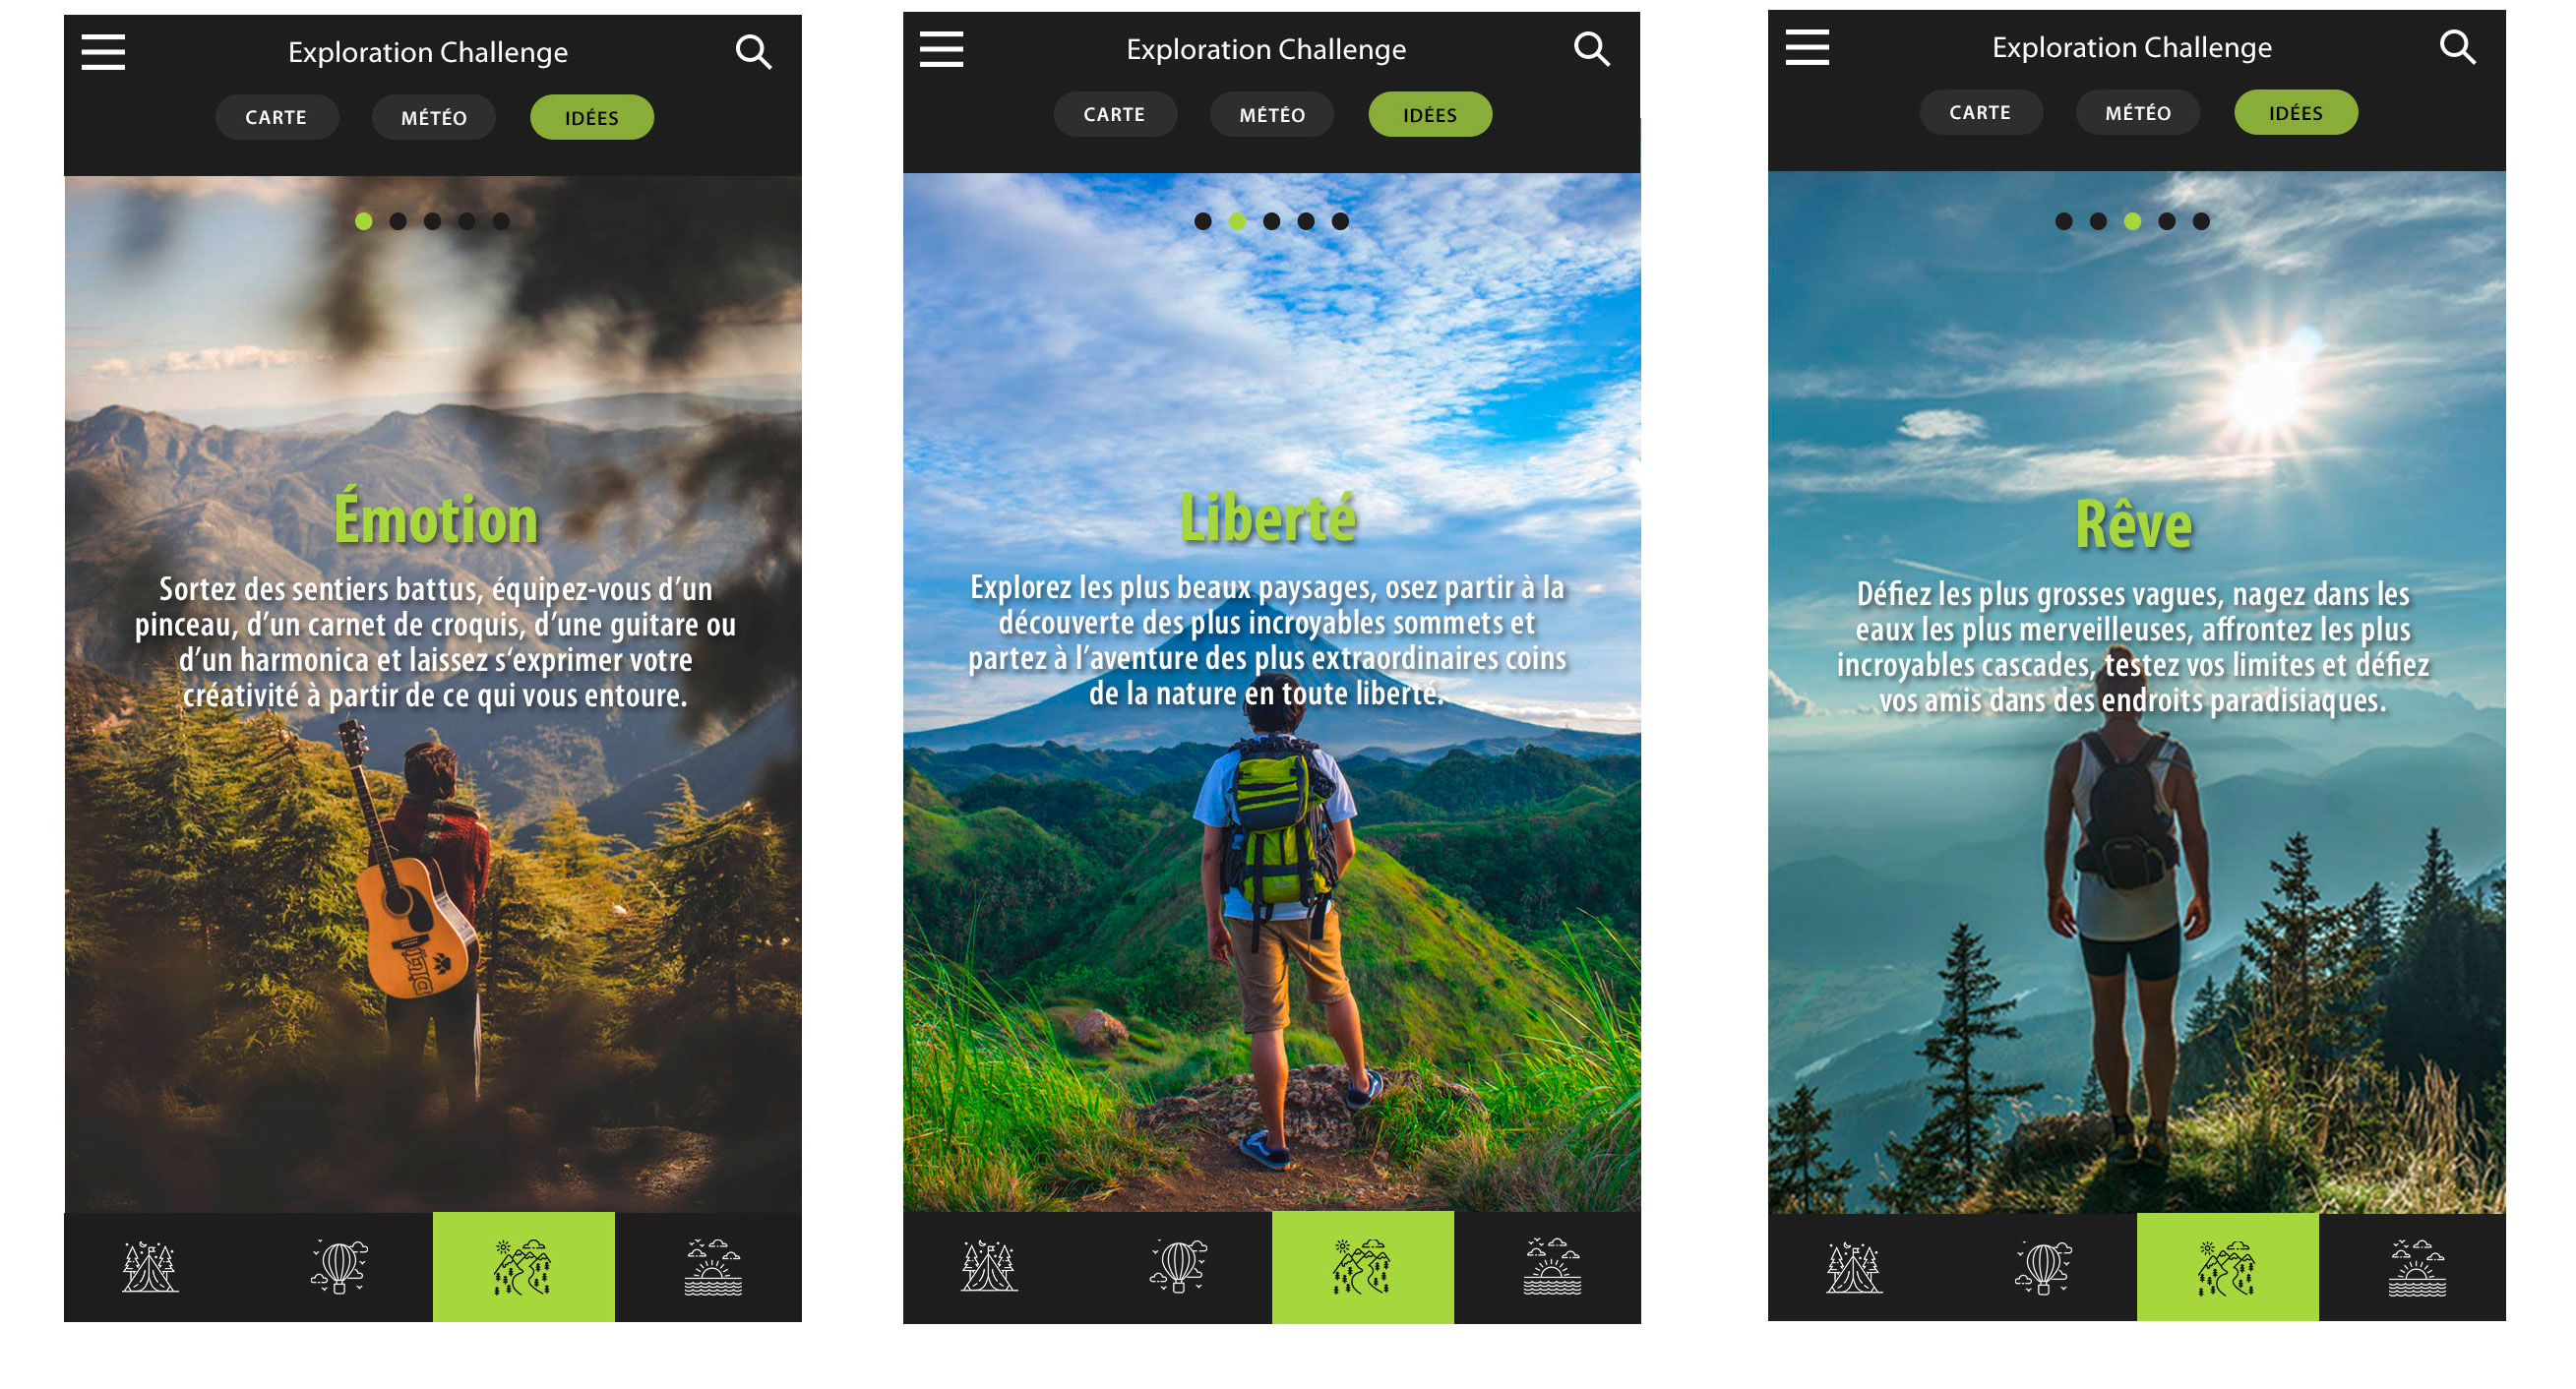 Exploration Challenge
CARTE MÉTÉO IDÉES
Émotion
Sortez des sentiers battus, équipez-vous d’un
pinceau, d’un carnet de croquis, d’une guitare ou
d’un harmonica et laissez s‘exprimer votre
créativité à partir de ce qui vous entoure.
Exploration Challenge
CARTE MÉTÉO IDÉES
Liberté
Explorez les plus beaux paysages, osez partir à la
découverte des plus incroyables sommets et
partez à l’aventure des plus extraordinaires coins
de la nature en toute liberté.
Exploration Challenge
CARTE MÉTÉO IDÉES
Rêve
Défiez les plus grosses vagues, nagez dans les
eaux les plus merveilleuses, affrontez les plus
incroyables cascades, testez vos limites et défiez
vos amis dans des endroits paradisiaques.